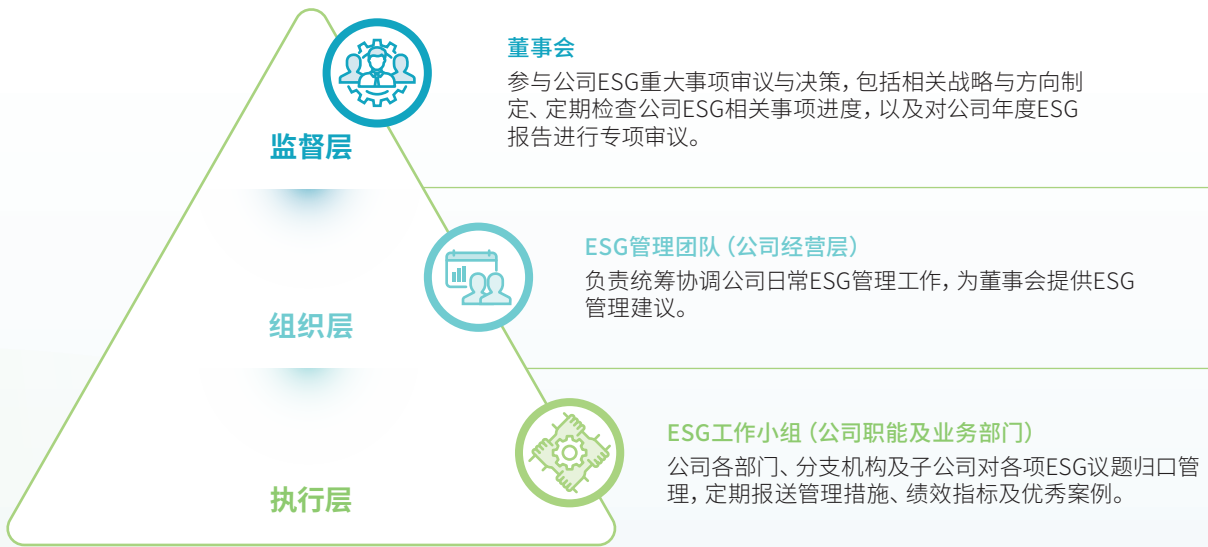 董事会
参与公司ESG重大事项审议与决策，包括相关战略与方向制
定、定期检查公司ESG相关事项进度，以及对公司年度ESG
报告进行专项审议。
监督层
ESG管理团队（公司经营层）
负责统筹协调公司日常ESG管理工作，为董事会提供ESG
管理建议。
组织层
ESG工作小组（公司职能及业务部门）
公司各部门、分支机构及子公司对各项ESG议题归口管
理，定期报送管理措施、绩效指标及优秀案例。
执行层